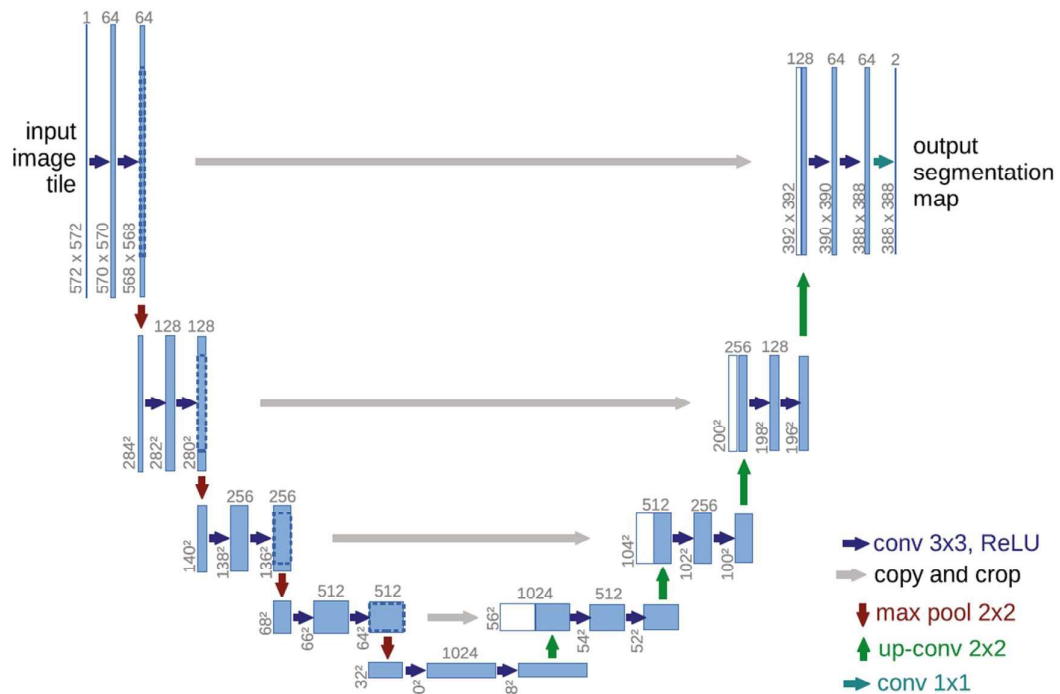 1 64 64
128 64 64 2
input
image
tile
output
segmentation
map
572 x 572
570 x 570
568 x 568
392 x 392
390 x 390
388 x 388
388 x 388
128 128
256 128
284²
282²
280²
200²
198²
196²
256 256
512 256
140²
138²
136²
104²
102²
100²
512 512
1024 512
68²
66²
64²
56²
54²
52²
1024
32²
0²
8²
conv 3x3, ReLU
copy and crop
max pool 2x2
up-conv 2x2
conv 1x1